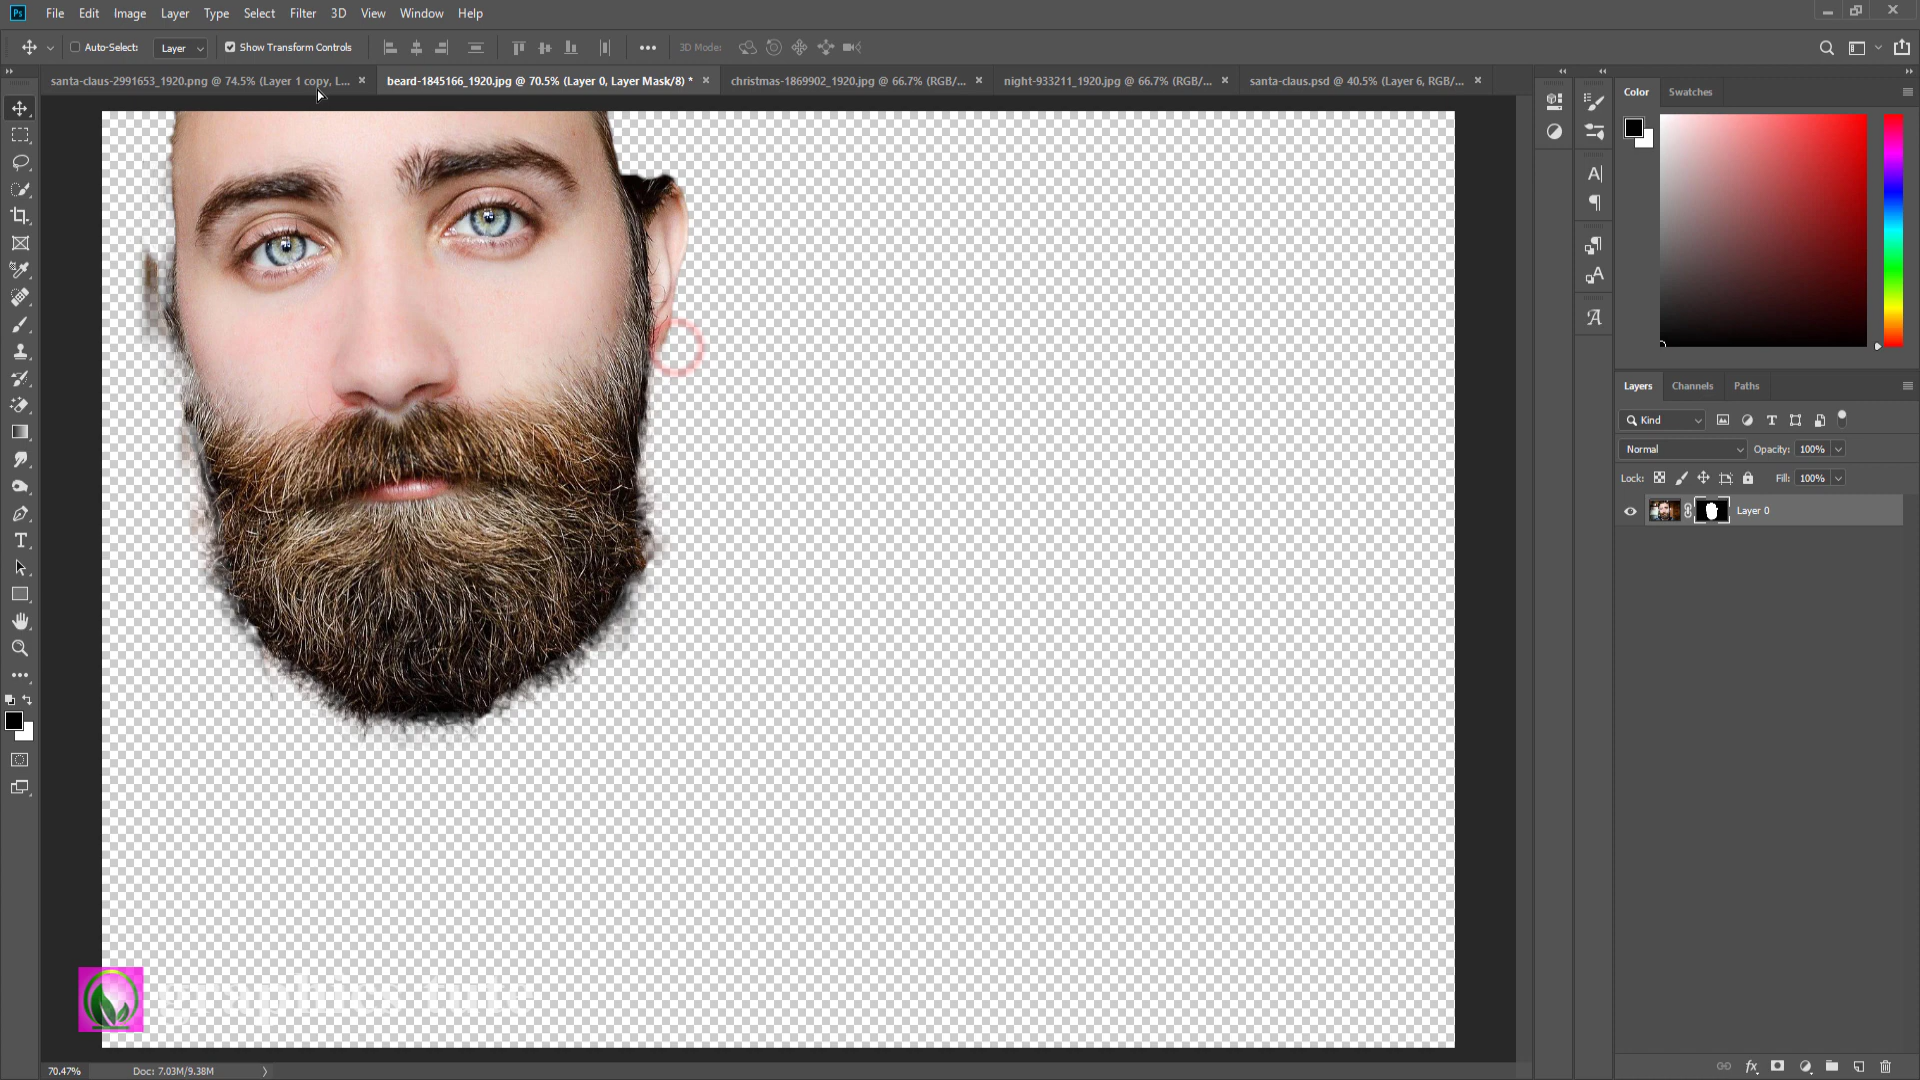 Ps File Edit Image Layer Type Select Filter 3D View Window Help
Auto-Select: Layer Show Transform Controls 3D Mode:
santa-claus-2991653_1920.png @ 74.5% (Layer 1 copy, L... beard-1845166_1920.jpg @ 70.5% (Layer 0, Layer Mask/8) * christmas-1869902_1920.jpg @ 66.7% (RGB/... night-933211_1920.jpg @ 66.7% (RGB/... santa-claus.psd @ 40.5% (Layer 6, RGB/...
Color Swatches
Layers Channels Paths
Kind
Normal Opacity: 100%
Lock: Fill: 100%
Layer 0
70.47% Doc: 7.03M/9.38M